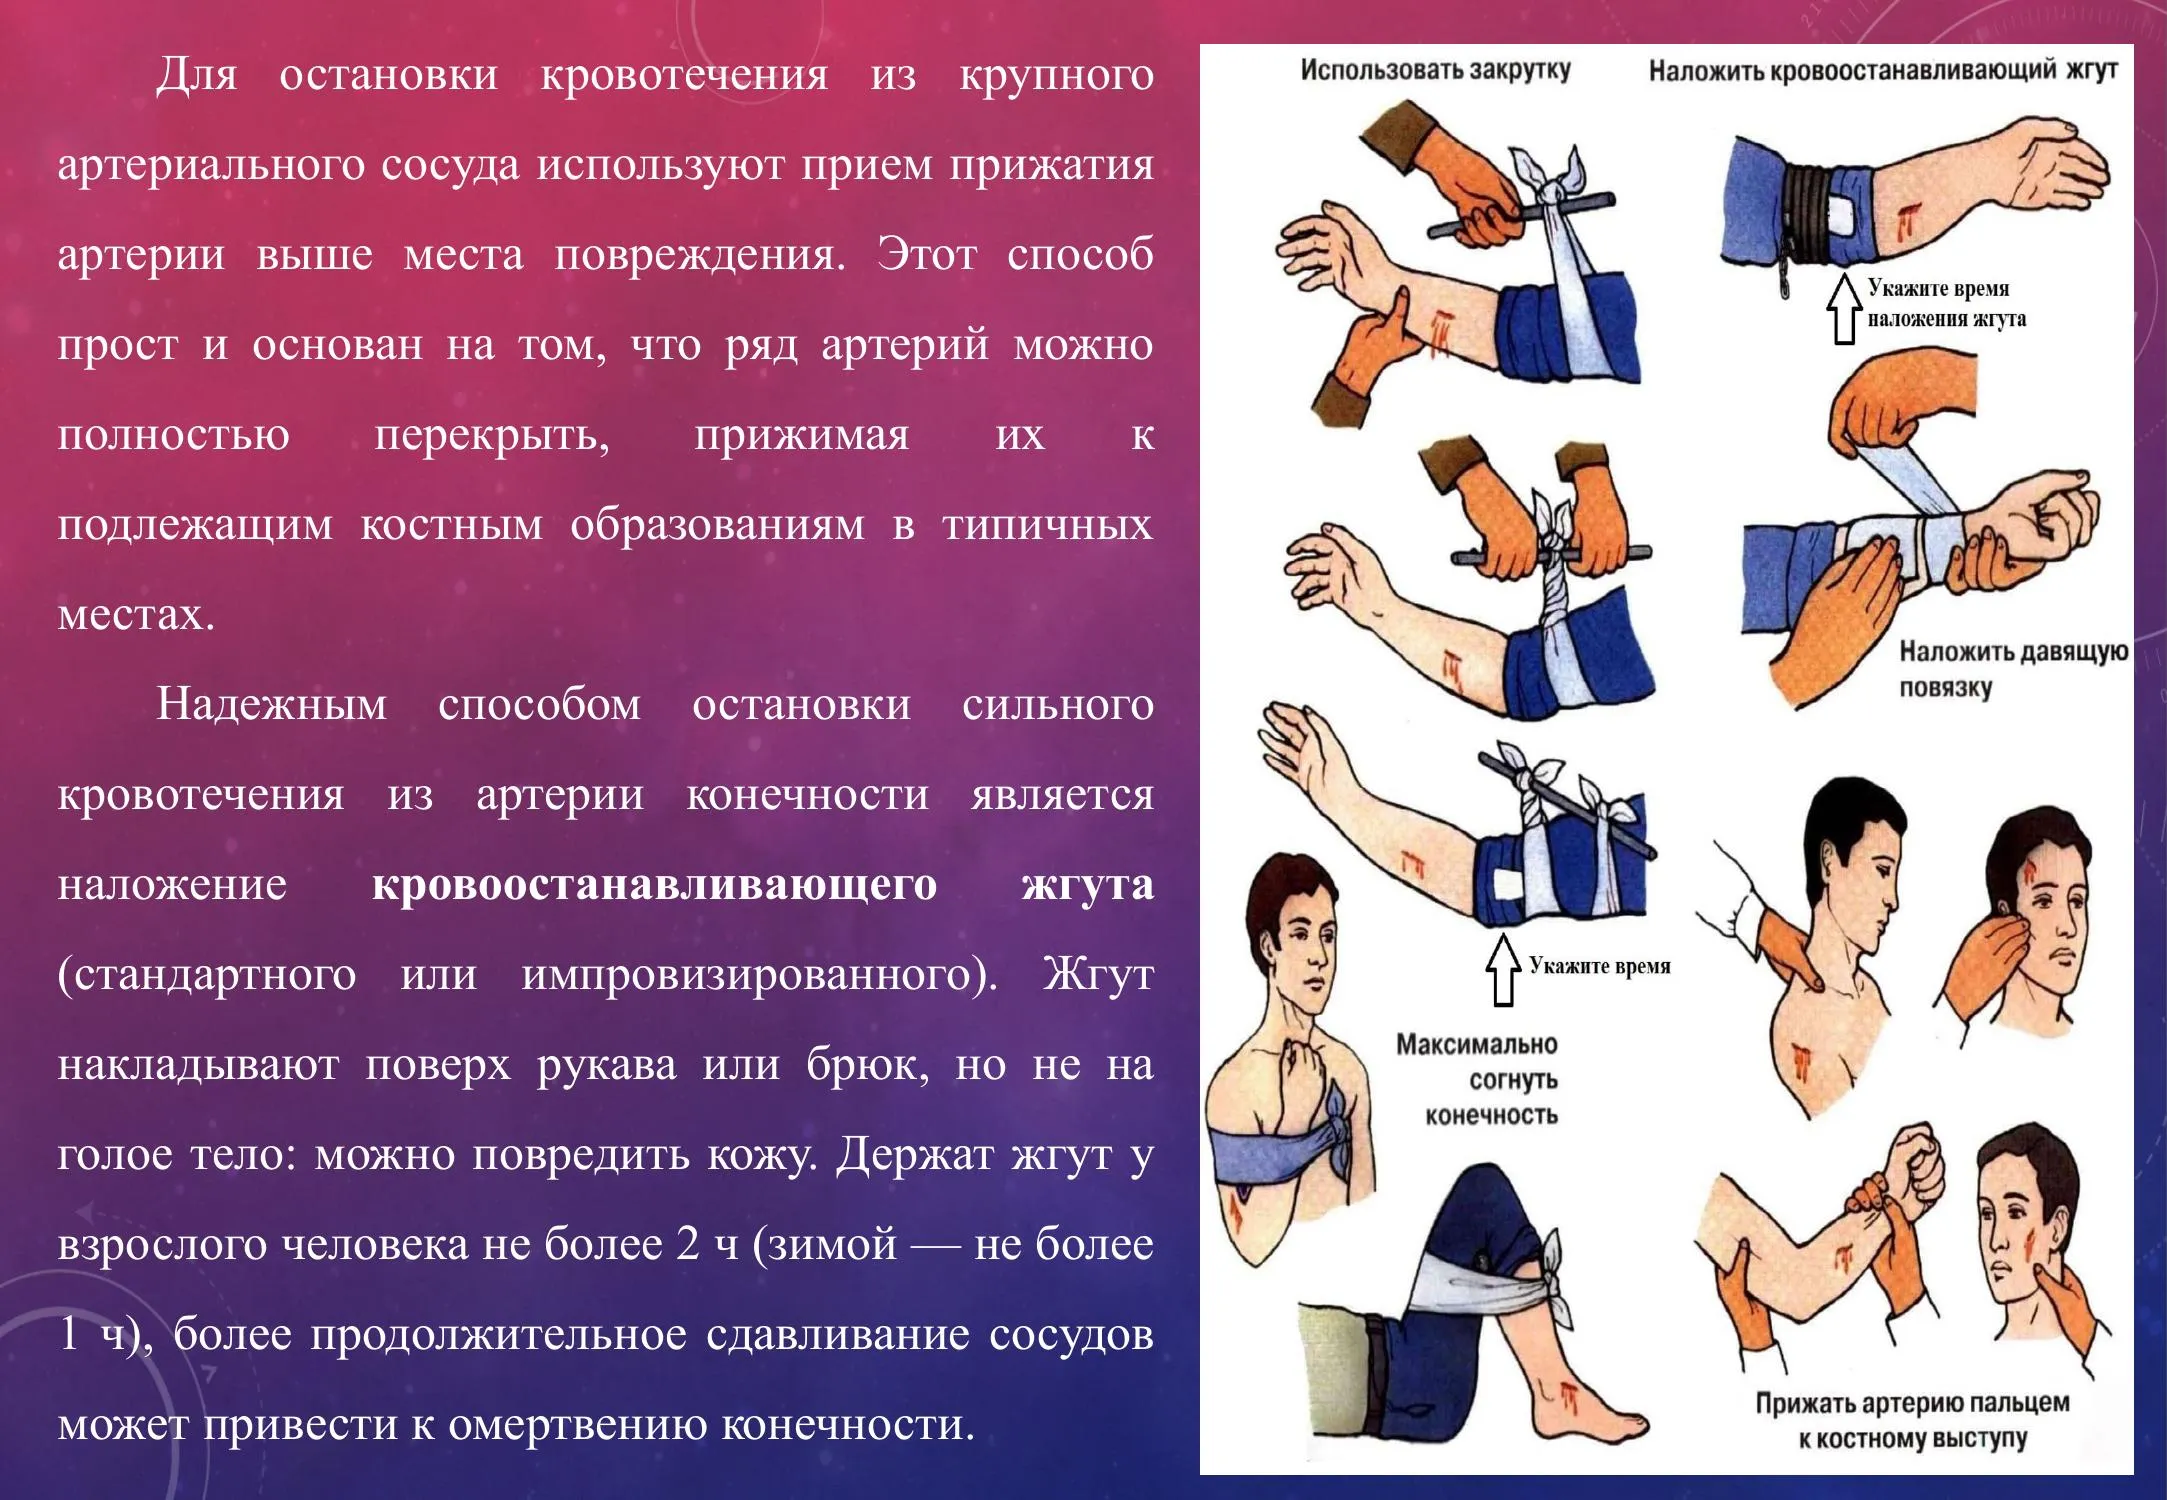 Для остановки кровотечения из крупного
артериального сосуда используют прием прижатия
артерии выше места повреждения. Этот способ
прост и основан на том, что ряд артерий можно
полностью перекрыть, прижимая их к
подлежащим костным образованиям в типичных
местах.
Надежным способом остановки сильного
кровотечения из артерии конечности является
наложение кровоостанавливающего жгута
(стандартного или импровизированного). Жгут
накладывают поверх рукава или брюк, но не на
голое тело: можно повредить кожу. Держат жгут у
взрослого человека не более 2 ч (зимой — не более
1 ч), более продолжительное сдавливание сосудов
может привести к омертвению конечности.
Использовать закрутку
Наложить кровоостанавливающий жгут
Укажите время
наложения жгута
Наложить давящую
повязку
Укажите время
Максимально
согнуть
конечность
Прижать артерию пальцем
к костному выступу